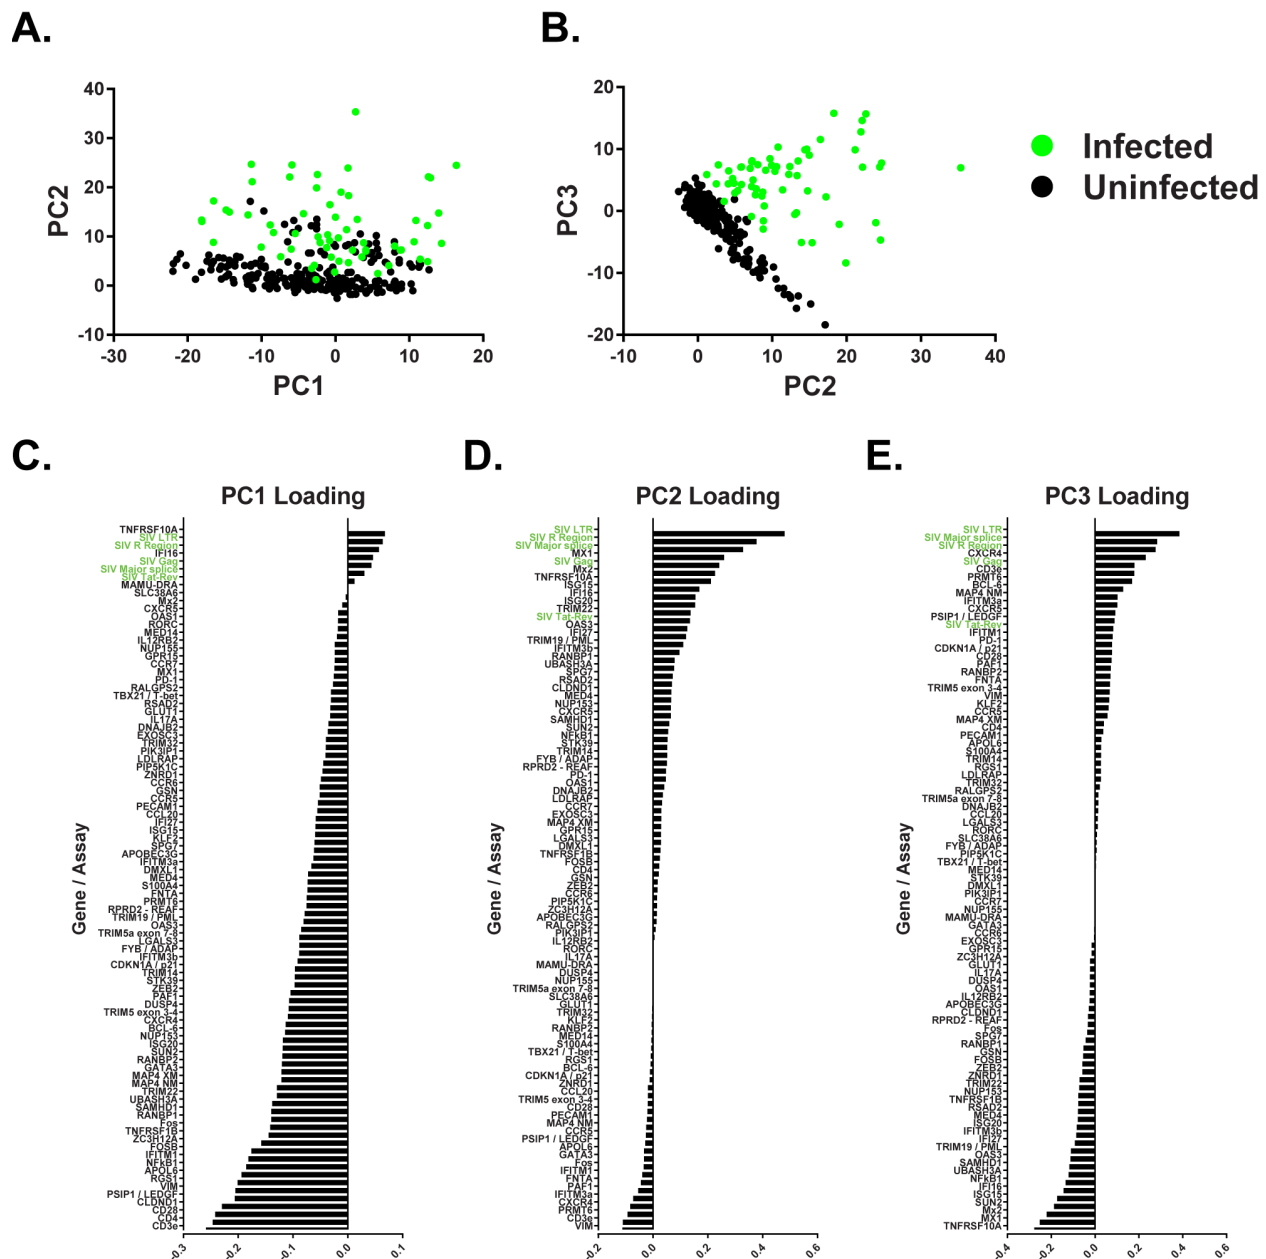 A.
B.
40
30
20
10
0
-10
-30
-20
-10
0
10
20
PC2
PC1
20
10
0
-10
-20
-10
0
10
20
30
40
PC3
PC2
Infected
Uninfected
C.
D.
E.
PC1 Loading
Gene / Assay
TNFRSF10A
SIV LTR
SIV R Region
IFI16
SIV Gag
SIV Major splice
SIV Tat-Rev
MAMU-DRA
SLC38A6
Mx2
CXCR5
OAS1
RORC
MED14
IL12RB2
NUP155
GPR15
CCR7
MX1
PD-1
RALGPS2
TBX21 / T-bet
RSAD2
GLUT1
IL17A
DNAJB2
EXOSC3
TRIM32
PIK3IP1
LDLRAP
PIP5K1C
ZNRD1
CCR6
GSN
CCR5
PECAM1
CCL20
IFI27
ISG15
KLF2
SPG7
APOBEC3G
IFITM3a
DMXL1
MED4
S100A4
FNTA
PRMT6
RPRD2 - REAF
TRIM19 / PML
OAS3
TRIM5a exon 7-8
LGALS3
FYB / ADAP
IFITM3b
CDKN1A / p21
TRIM14
STK39
ZEB2
PAF1
DUSP4
TRIM5 exon 3-4
CXCR4
BCL-6
NUP153
ISG20
SUN2
RANBP2
GATA3
MAP4 XM
MAP4 NM
TRIM22
UBASH3A
SAMHD1
RANBP1
Fos
TNFRSF1B
ZC3H12A
FOSB
IFITM1
NFkB1
APOL6
RGS1
VIM
PSIP1 / LEDGF
CLDND1
CD28
CD4
CD3e
-0.3
-0.2
-0.1
0.0
0.1
PC2 Loading
Gene / Assay
SIV LTR
SIV R Region
SIV Major splice
MX1
SIV Gag
Mx2
TNFRSF10A
ISG15
IFI16
ISG20
TRIM22
SIV Tat-Rev
OAS3
IFI27
TRIM19 / PML
IFITM3b
RANBP1
UBASH3A
SPG7
RSAD2
CLDND1
MED4
NUP153
CXCR5
SAMHD1
SUN2
NFkB1
STK39
TRIM14
FYB / ADAP
RPRD2 - REAF
PD-1
OAS1
DNAJB2
LDLRAP
CCR7
EXOSC3
MAP4 XM
GPR15
LGALS3
DMXL1
TNFRSF1B
FOSB
CD4
GSN
ZEB2
CCR6
PIP5K1C
ZC3H12A
APOBEC3G
RALGPS2
PIK3IP1
IL12RB2
RORC
IL17A
MAMU-DRA
DUSP4
NUP155
TRIM5a exon 7-8
SLC38A6
GLUT1
TRIM32
KLF2
RANBP2
MED14
S100A4
TBX21 / T-bet
RGS1
BCL-6
CDKN1A / p21
ZNRD1
CCL20
TRIM5 exon 3-4
CD28
PECAM1
MAP4 NM
CCR5
PSIP1 / LEDGF
APOL6
GATA3
Fos
IFITM1
FNTA
PAF1
IFITM3a
CXCR4
PRMT6
CD3e
VIM
-0.2
0.0
0.2
0.4
0.6
PC3 Loading
Gene / Assay
SIV LTR
SIV Major splice
SIV R Region
CXCR4
SIV Gag
CD3e
PRMT6
BCL-6
MAP4 NM
IFITM3a
CXCR5
PSIP1 / LEDGF
SIV Tat-Rev
IFITM1
PD-1
CDKN1A / p21
CD28
PAF1
RANBP2
FNTA
TRIM5 exon 3-4
VIM
KLF2
CCR5
MAP4 XM
CD4
PECAM1
APOL6
S100A4
TRIM14
RGS1
LDLRAP
TRIM32
RALGPS2
TRIM5a exon 7-8
DNAJB2
CCL20
LGALS3
RORC
SLC38A6
FYB / ADAP
PIP5K1C
TBX21 / T-bet
MED14
STK39
DMXL1
PIK3IP1
CCR7
NUP155
MAMU-DRA
GATA3
CCR6
EXOSC3
GPR15
ZC3H12A
GLUT1
IL17A
DUSP4
OAS1
IL12RB2
APOBEC3G
CLDND1
RPRD2 - REAF
Fos
SPG7
RANBP1
GSN
FOSB
ZEB2
ZNRD1
TRIM22
NUP153
TNFRSF1B
RSAD2
MED4
ISG20
IFITM3b
IFI27
TRIM19 / PML
OAS3
SAMHD1
UBASH3A
NFkB1
IFI16
ISG15
SUN2
Mx2
MX1
TNFRSF10A
-0.4
-0.2
0.0
0.2
0.4
0.6